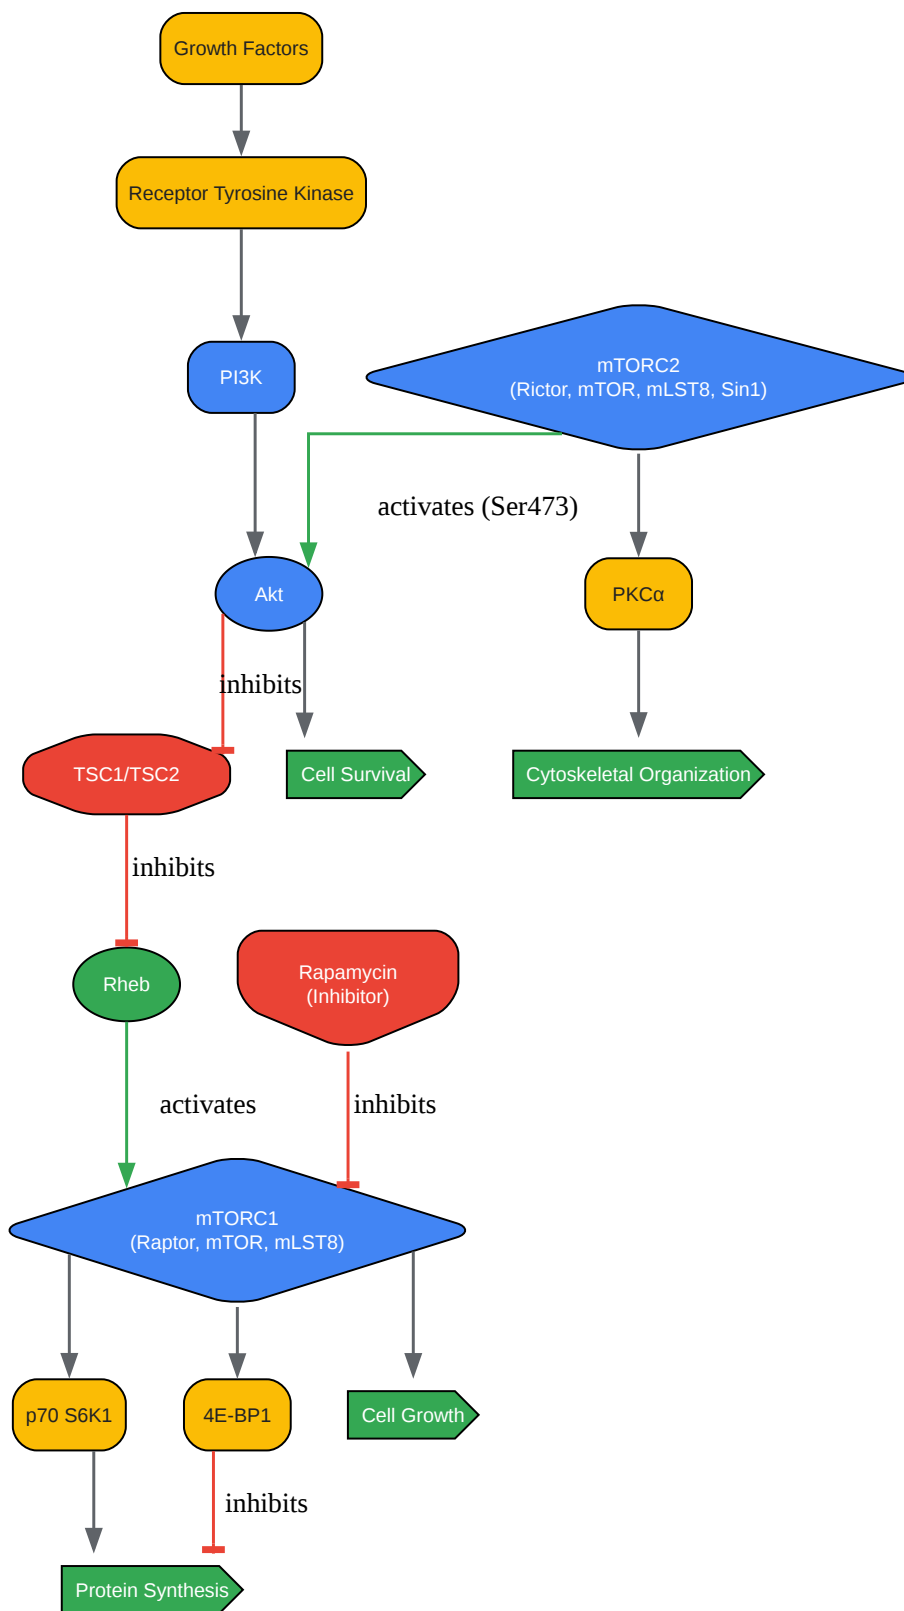 Growth Factors
Receptor Tyrosine Kinase
PI3K
mTORC2
(Rictor, mTOR, mLST8, Sin1)
activates (Ser473)
Akt
PKCα
inhibits
TSC1/TSC2
Cell Survival
Cytoskeletal Organization
inhibits
Rheb
Rapamycin
(Inhibitor)
activates
inhibits
mTORC1
(Raptor, mTOR, mLST8)
p70 S6K1
4E-BP1
Cell Growth
inhibits
Protein Synthesis